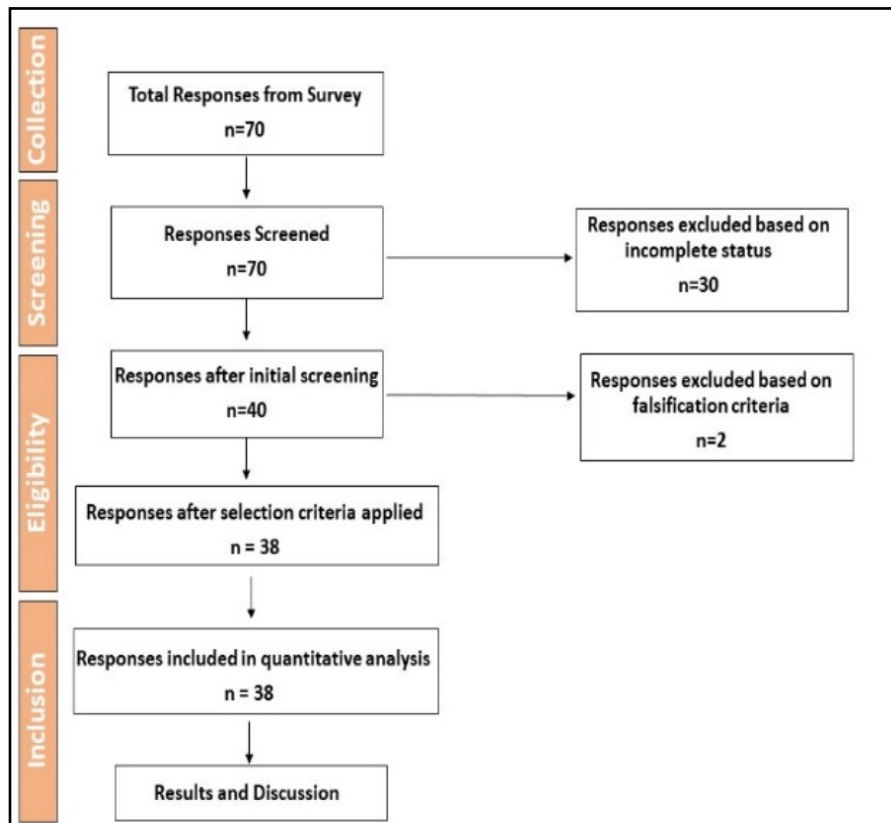 Collection
Total Responses from Survey
n=70
Screening
Responses Screened
n=70
Responses excluded based on
incomplete status
n=30
Eligibility
Responses after initial screening
n=40
Responses excluded based on
falsification criteria
n=2
Responses after selection criteria applied
n = 38
Inclusion
Responses included in quantitative analysis
n = 38
Results and Discussion